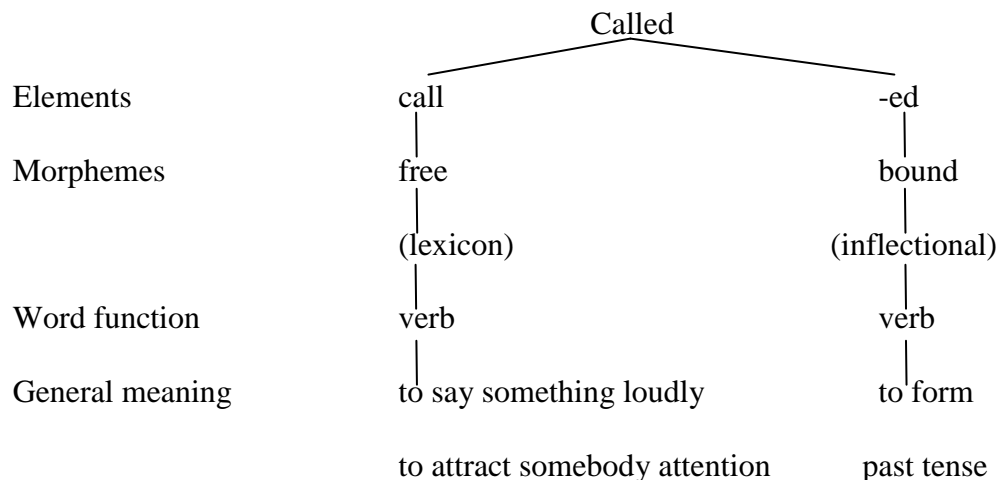 Called
Elements call -ed
Morphemes free bound
(lexicon) (inflectional)
Word function verb verb
General meaning to say something loudly to form
to attract somebody attention past tense